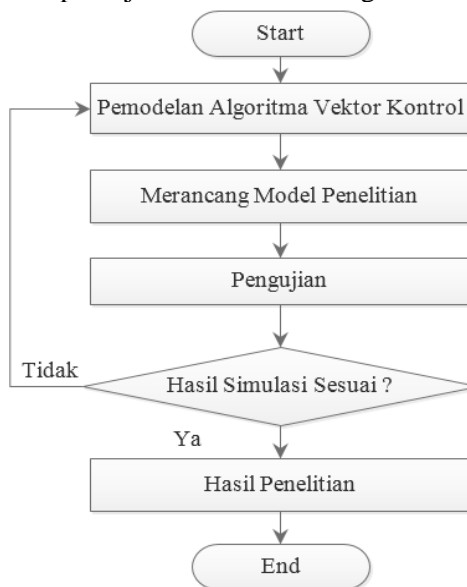 Start
Pemodelan Algoritma Vektor Kontrol
Merancang Model Penelitian
Pengujian
Tidak
Hasil Simulasi Sesuai ?
Ya
Hasil Penelitian
End